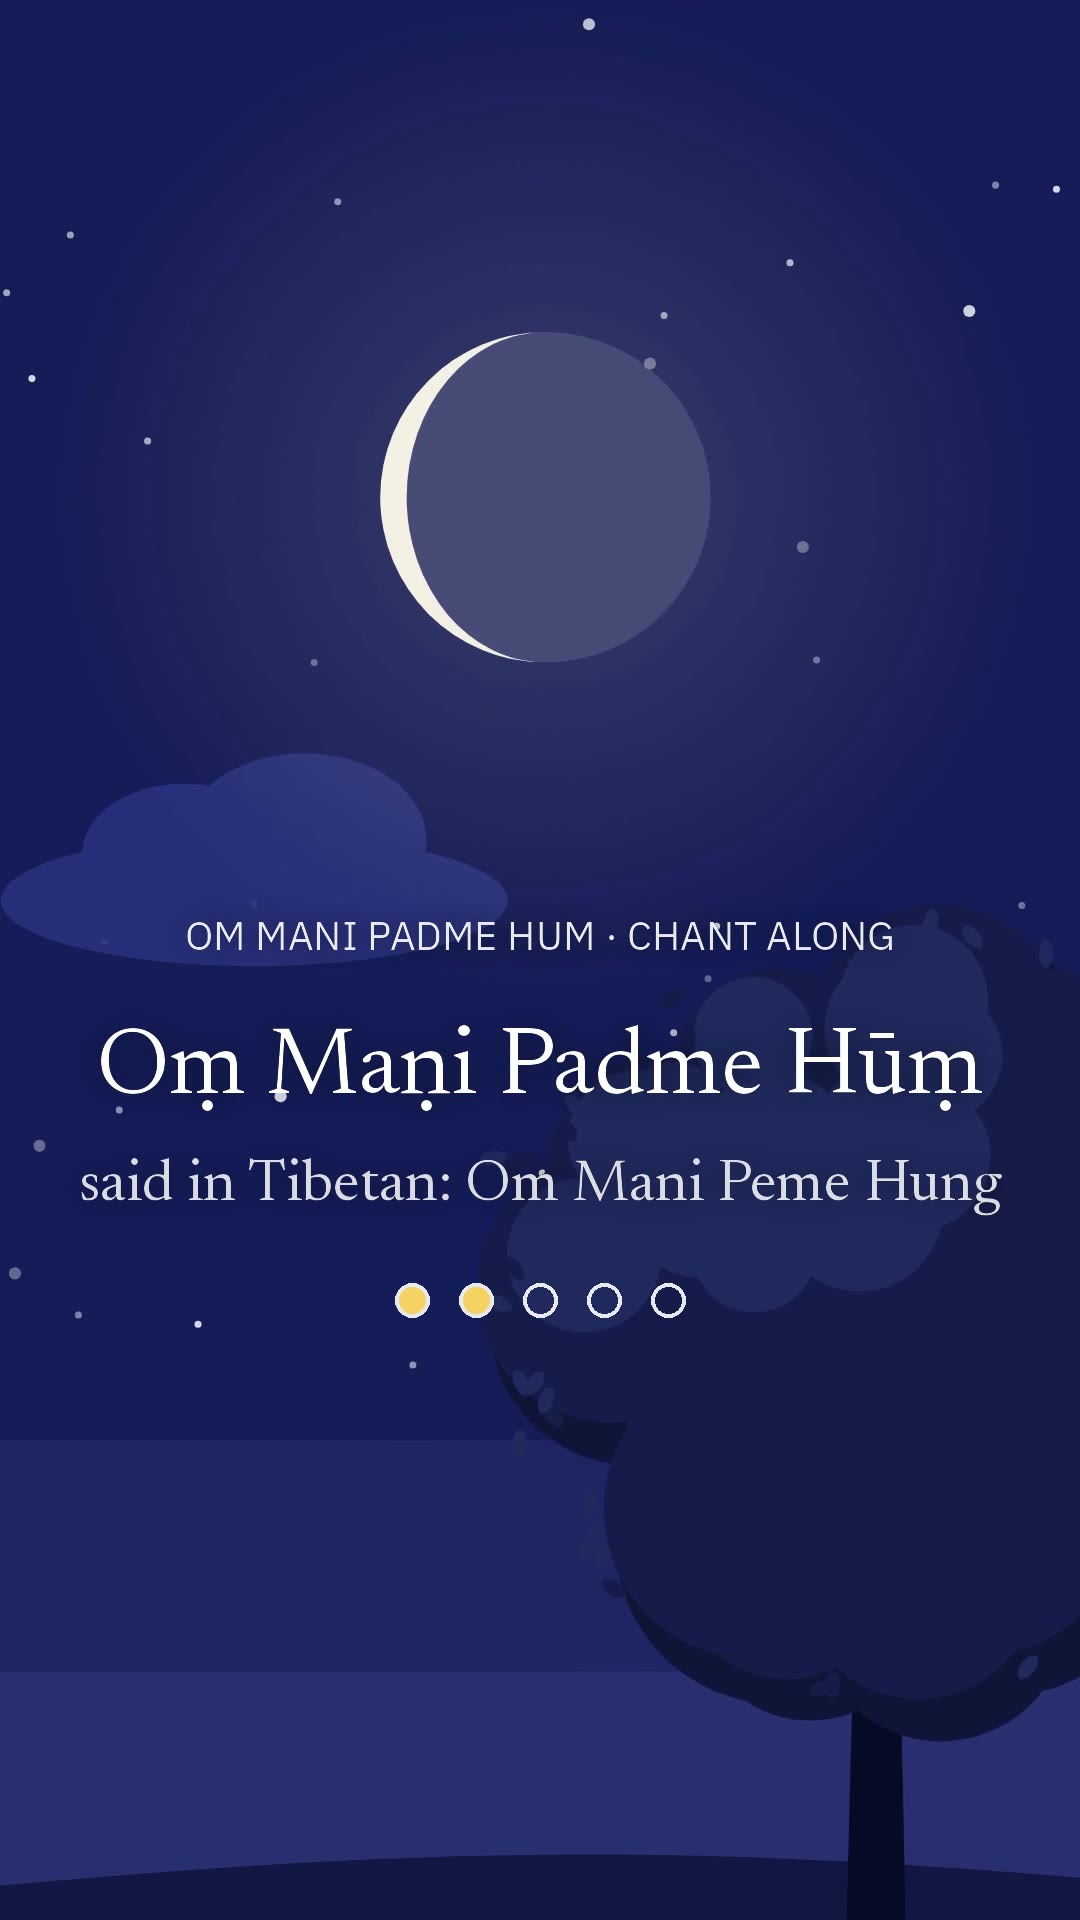 OM MANI PADME HUM · CHANT ALONG
Oṃ Maṇi Padme Hūṃ
said in Tibetan: Om Mani Peme Hung